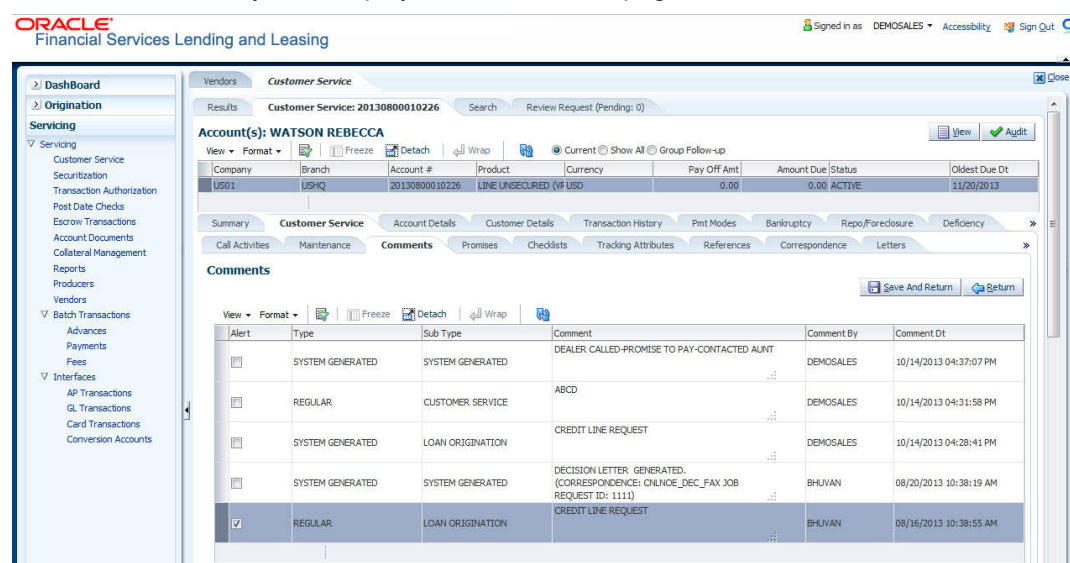 ORACLE
Financial Services Lending and Leasing
Signed in as DEMOSALES Accessibility Sign Out
DashBoard
Origination
Servicing
Servicing
Customer Service
Securitization
Transaction Authorization
Post Date Checks
Escrow Transactions
Account Documents
Collateral Management
Reports
Producers
Vendors
Batch Transactions
Advances
Payments
Fees
Interfaces
AP Transactions
GL Transactions
Card Transactions
Conversion Accounts
Vendors Customer Service Close
Results Customer Service: 20130800010226 Search Review Request (Pending: 0)
Account(s): WATSON REBECCA View Audit
View Format Freeze Detach Wrap Current Show All Group Follow-up
Company Branch Account # Product Currency Pay Off Amt Amount Due Status Oldest Due Dt
US01 USHQ 20130800010226 LINE UNSECURED (VR USD 0.00 0.00 ACTIVE 11/20/2013
Summary Customer Service Account Details Customer Details Transaction History Pmt Modes Bankruptcy Repo/Foreclosure Deficiency »
Call Activities Maintenance Comments Promises Checklists Tracking Attributes References Correspondence Letters »
Comments
Save And Return Return
View Format Freeze Detach Wrap
Alert Type Sub Type Comment Comment By Comment Dt
SYSTEM GENERATED SYSTEM GENERATED DEALER CALLED-PROMISE TO PAY-CONTACTED AUNT DEMOSALES 10/14/2013 04:37:07 PM
REGULAR CUSTOMER SERVICE ABCD DEMOSALES 10/14/2013 04:31:58 PM
SYSTEM GENERATED LOAN ORIGINATION CREDIT LINE REQUEST DEMOSALES 10/14/2013 04:28:41 PM
DECISION LETTER GENERATED.
SYSTEM GENERATED SYSTEM GENERATED (CORRESPONDENCE: CNLNOE_DEC_FAX JOB BHUVAN 08/20/2013 10:38:19 AM
REQUEST ID: 1111)
REGULAR LOAN ORIGINATION CREDIT LINE REQUEST BHUVAN 08/16/2013 10:38:55 AM